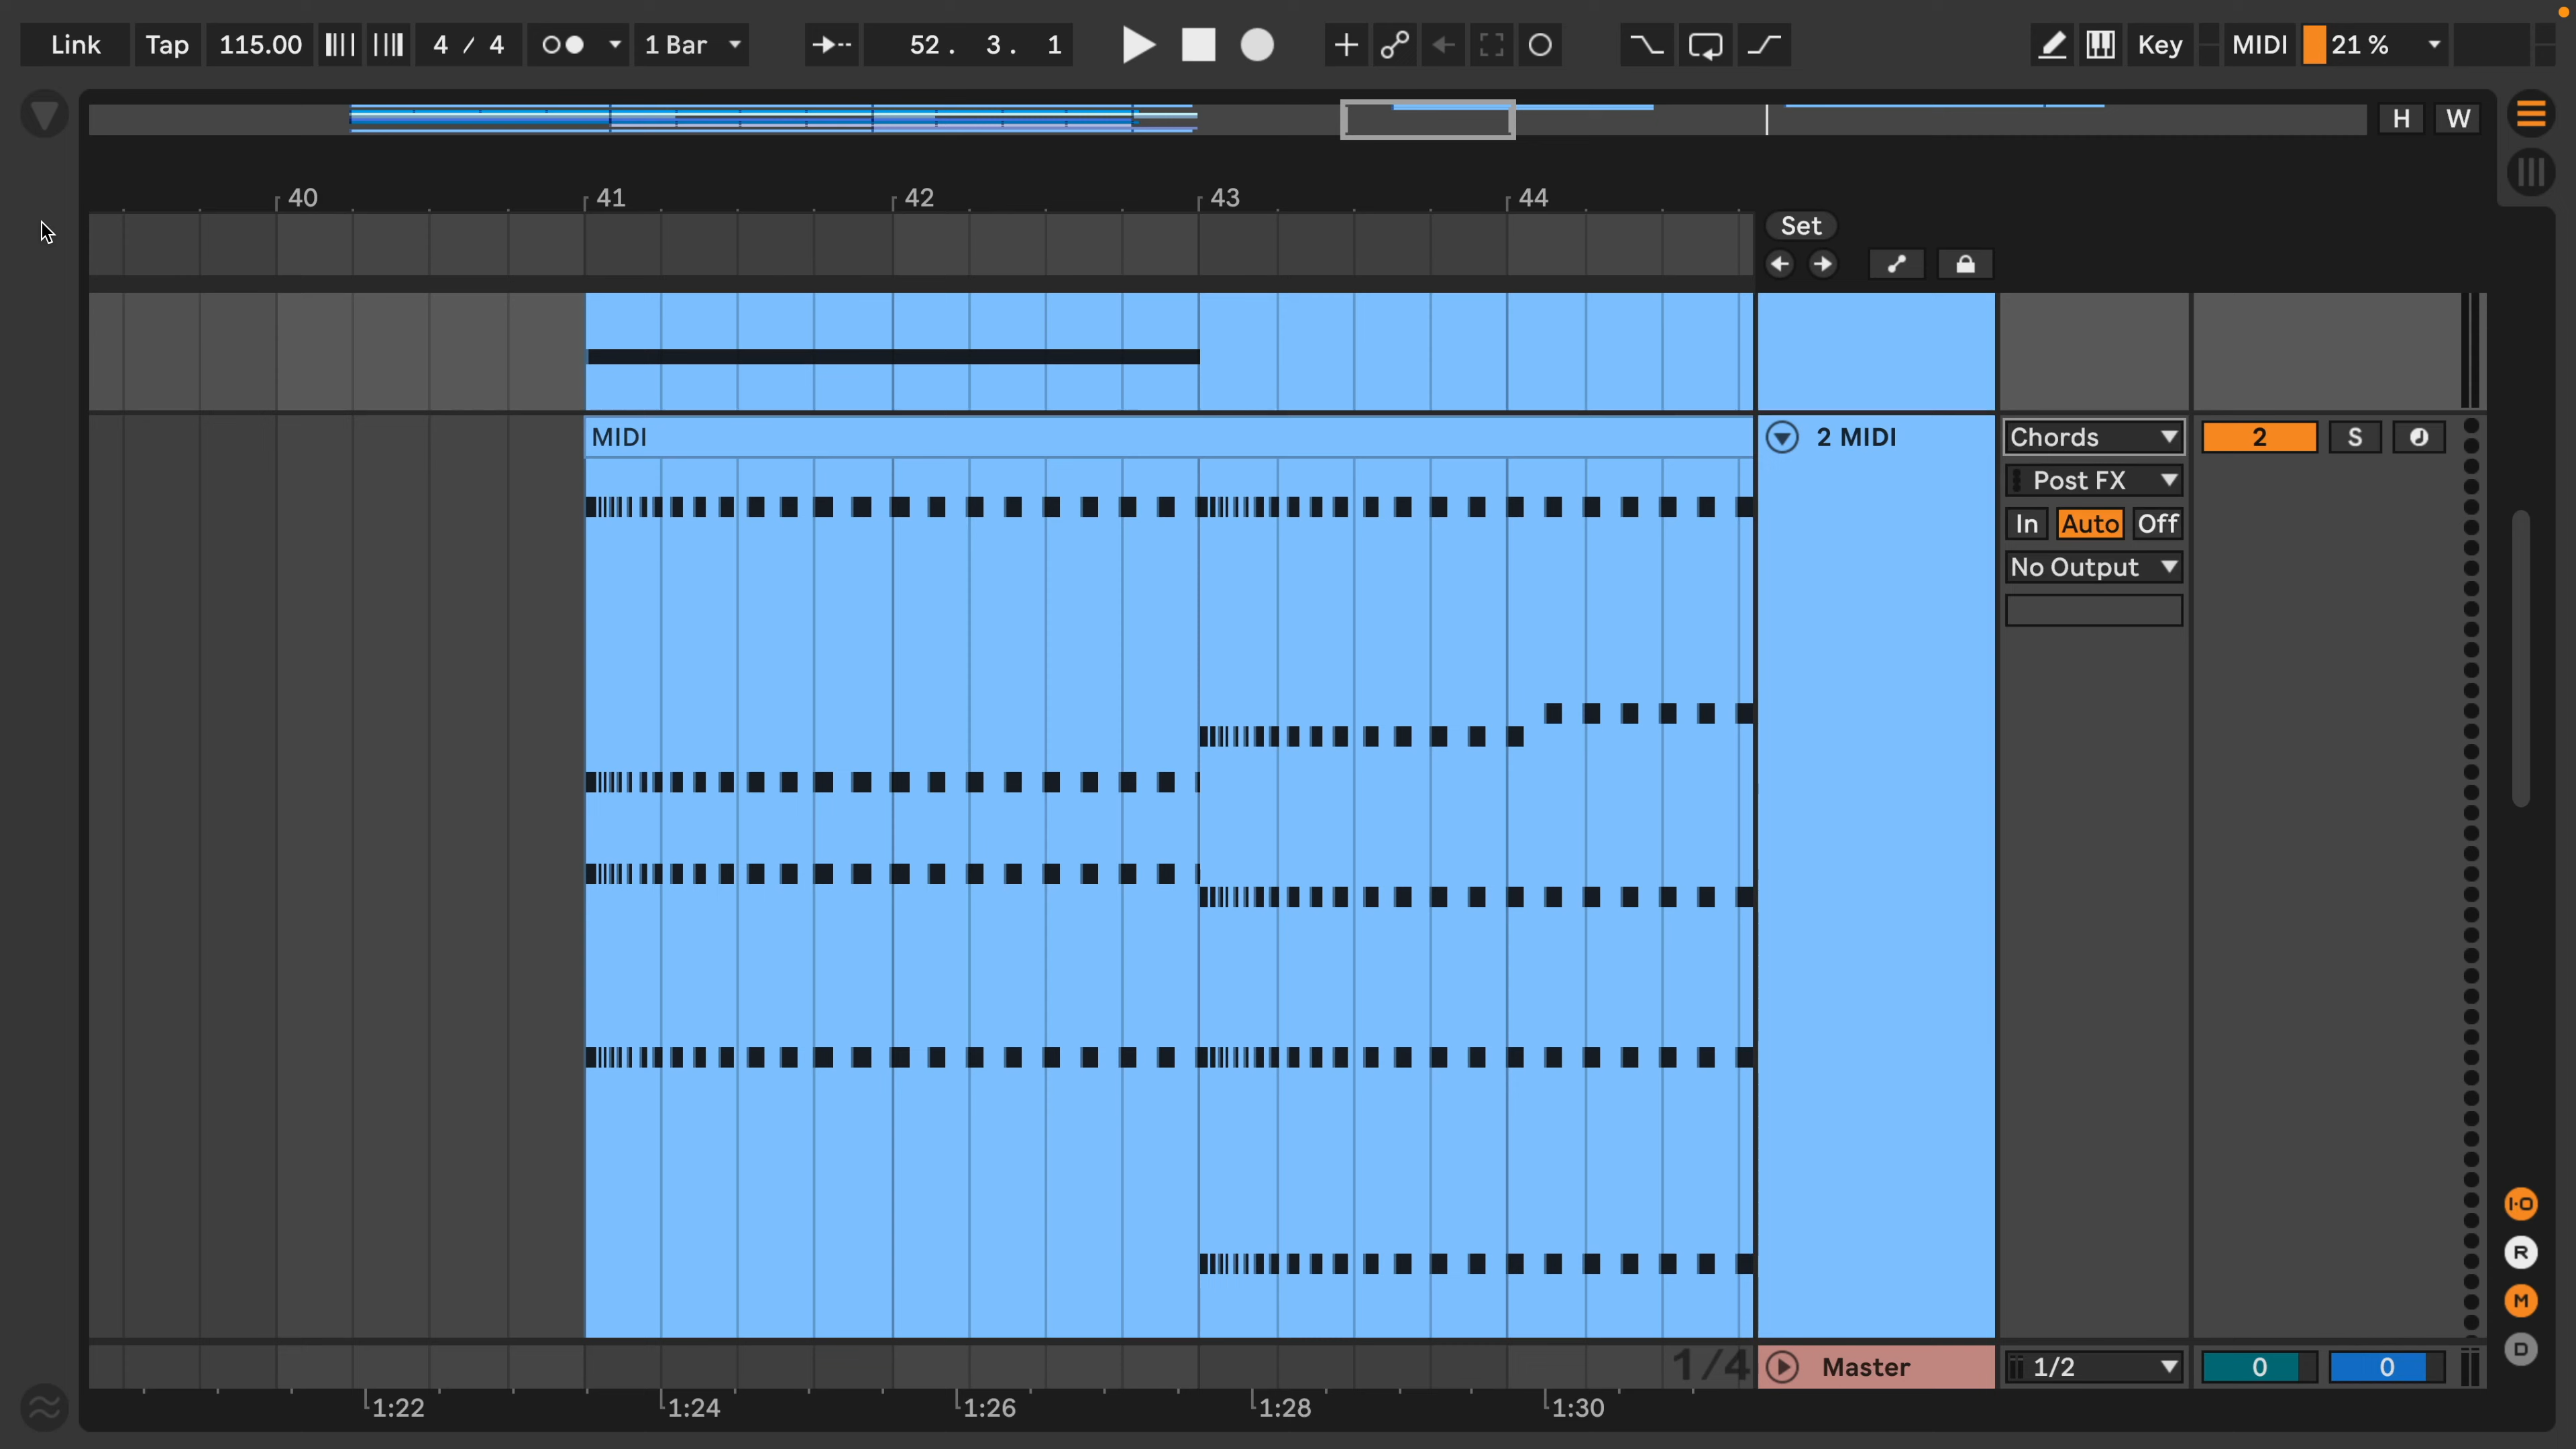 Link Tap 115.00 4 / 4 1 Bar 52. 3. 1 Key MIDI 21 %
H W
40 41 42 43 44
Set
MIDI 2 MIDI Chords 2 S
Post FX
In Auto Off
No Output
I·O
R
M
D
1/4 Master 1/2 0 0
1:22 1:24 1:26 1:28 1:30